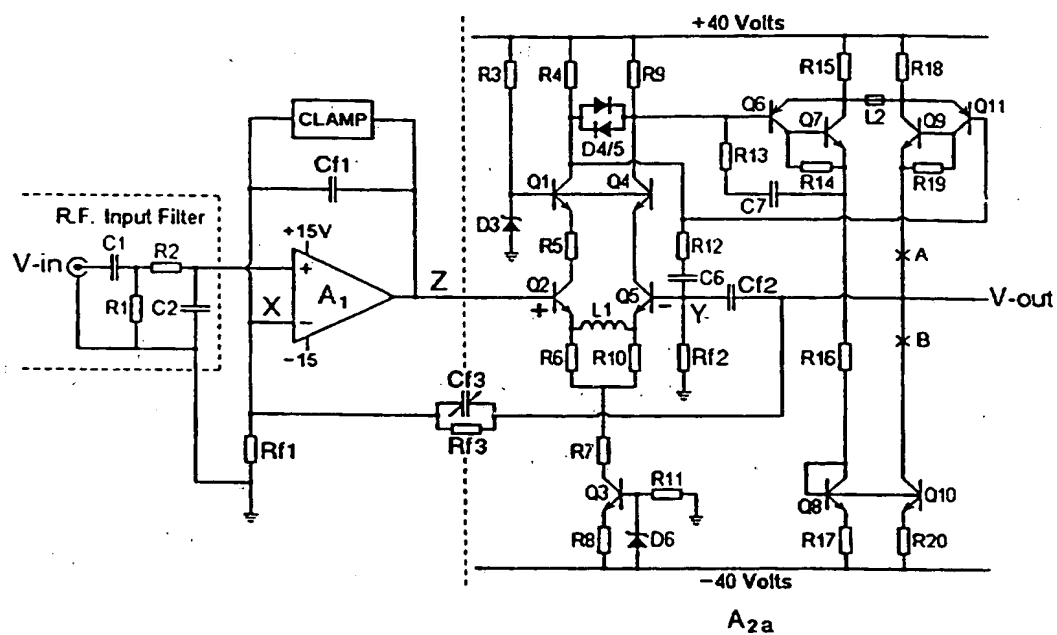 +40 Volts
R3
R4
R9
R15
R18
CLAMP
Q6
Q7
L2
Q9
Q11
D4/5
Cf1
R13
R14
R19
R.F. Input Filter
Q1
Q4
C7
D3
+15V
R5
R12
A
C1
R2
V-in
+
A1
Z
Q2
+
L1
Q5
-
C6
Cf2
Y
V-out
R1
C2
X
-
-15
R6
R10
Rf2
R16
B
Cf3
Rf3
Rf1
R7
Q3
R11
Q8
Q10
R8
D6
R17
R20
-40 Volts
A2a